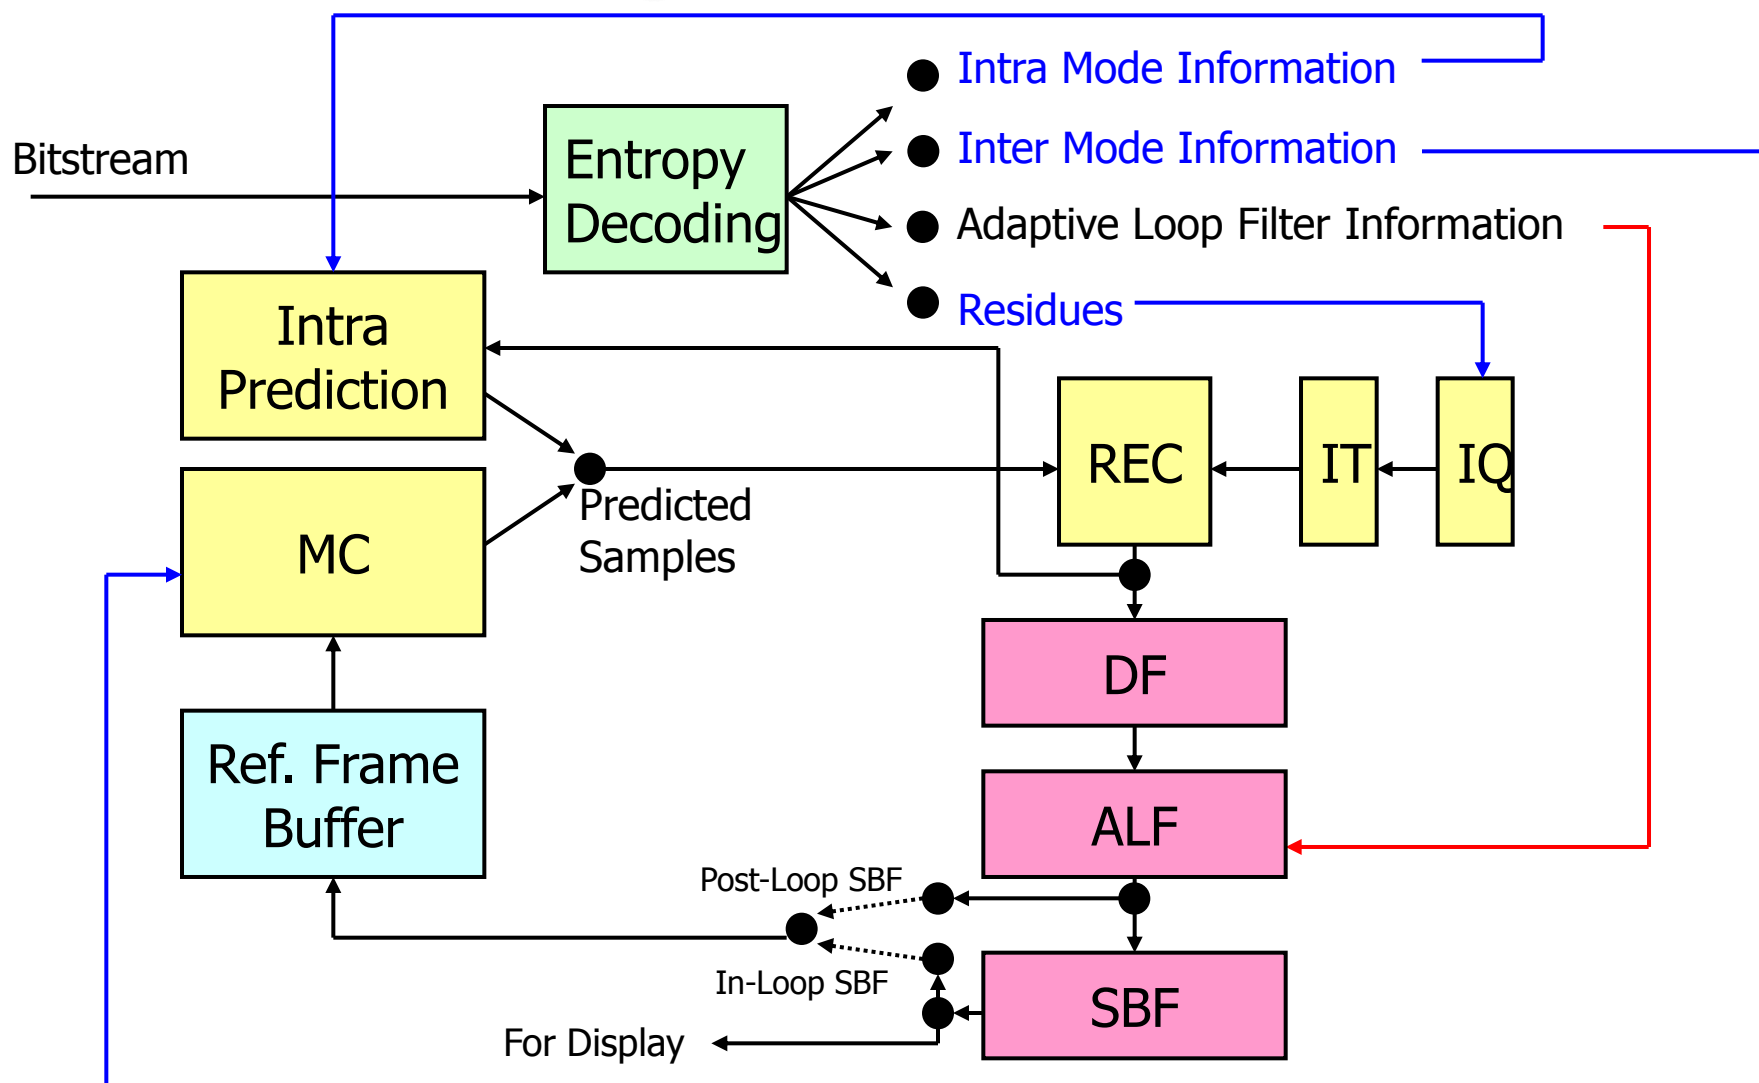 Intra Mode Information
Bitstream
Entropy
Decoding
Inter Mode Information
Adaptive Loop Filter Information
Residues
Intra
Prediction
REC
IT
IQ
Predicted
Samples
MC
DF
Ref. Frame
Buffer
ALF
Post-Loop SBF
In-Loop SBF
SBF
For Display